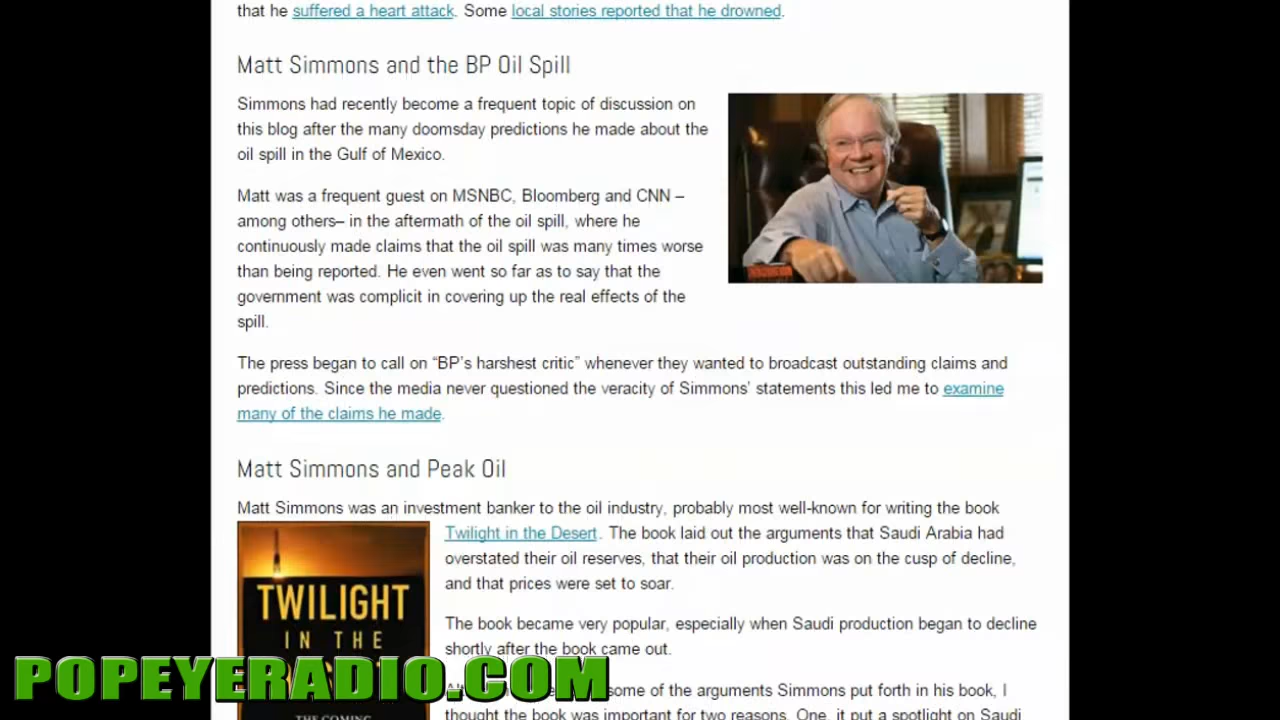 that he suffered a heart attack. Some local stories reported that he drowned.
Matt Simmons and the BP Oil Spill
Simmons had recently become a frequent topic of discussion on
this blog after the many doomsday predictions he made about the
oil spill in the Gulf of Mexico.
Matt was a frequent guest on MSNBC, Bloomberg and CNN –
among others– in the aftermath of the oil spill, where he
continuously made claims that the oil spill was many times worse
than being reported. He even went so far as to say that the
government was complicit in covering up the real effects of the
spill.
The press began to call on “BP’s harshest critic” whenever they wanted to broadcast outstanding claims and
predictions. Since the media never questioned the veracity of Simmons’ statements this led me to examine
many of the claims he made.
Matt Simmons and Peak Oil
Matt Simmons was an investment banker to the oil industry, probably most well-known for writing the book
Twilight in the Desert. The book laid out the arguments that Saudi Arabia had
overstated their oil reserves, that their oil production was on the cusp of decline,
and that prices were set to soar.
The book became very popular, especially when Saudi production began to decline
shortly after the book came out.
some of the arguments Simmons put forth in his book, I
thought the book was important for two reasons. One, it put a spotlight on Saudi
TWILIGHT
IN THE
THE COMING
POPEYERADIO.COM